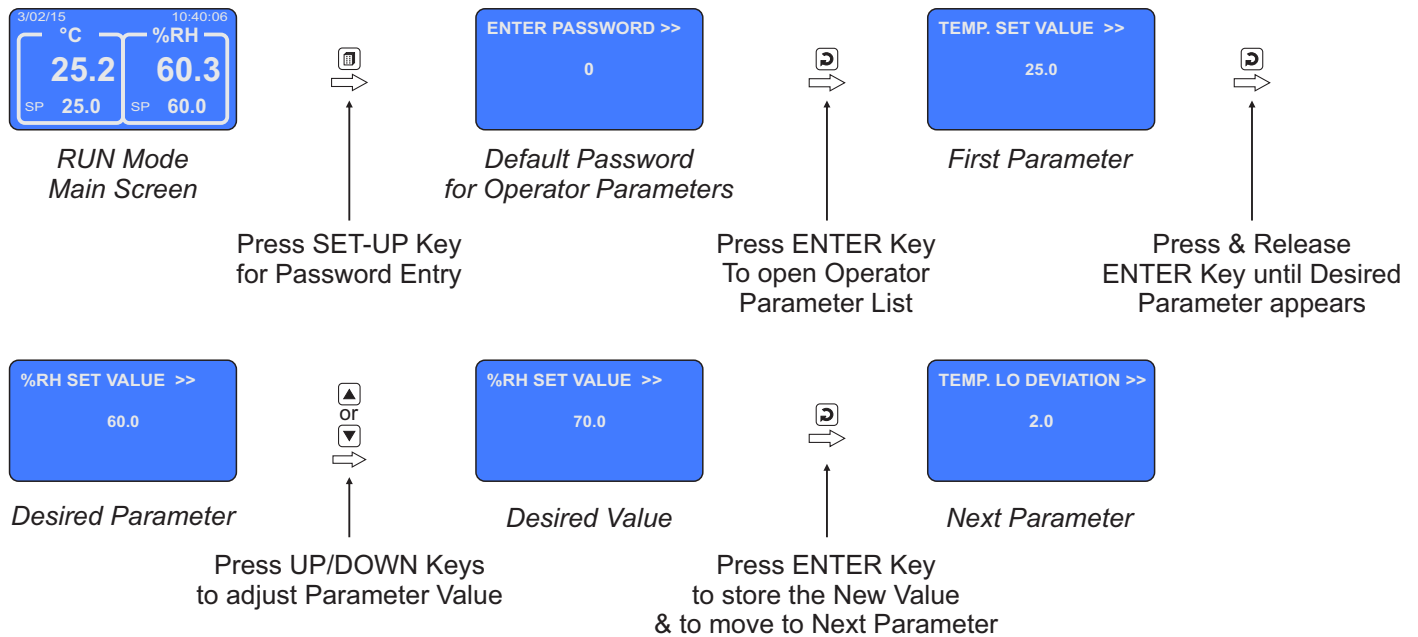 3/02/15 10:40:06
°C %RH
25.2 60.3
SP 25.0 SP 60.0
RUN Mode
Main Screen
Press SET-UP Key
for Password Entry
ENTER PASSWORD >>
0
Default Password
for Operator Parameters
Press ENTER Key
To open Operator
Parameter List
TEMP. SET VALUE >>
25.0
First Parameter
Press & Release
ENTER Key until Desired
Parameter appears
%RH SET VALUE >>
60.0
Desired Parameter
or
Press UP/DOWN Keys
to adjust Parameter Value
%RH SET VALUE >>
70.0
Desired Value
Press ENTER Key
to store the New Value
& to move to Next Parameter
TEMP. LO DEVIATION >>
2.0
Next Parameter